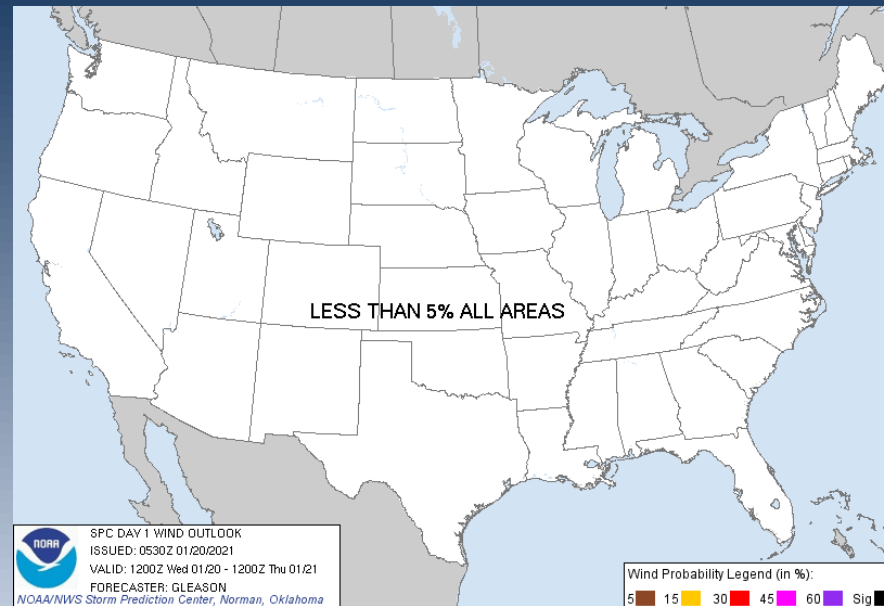 LESS THAN 5% ALL AREAS
NOAA
SPC DAY 1 WIND OUTLOOK
ISSUED: 0530Z 01/20/2021
VALID: 1200Z Wed 01/20 - 1200Z Thu 01/21
FORECASTER: GLEASON
NOAA/NWS Storm Prediction Center, Norman, Oklahoma
Wind Probability Legend (in %):
5 15 30 45 60 Sig